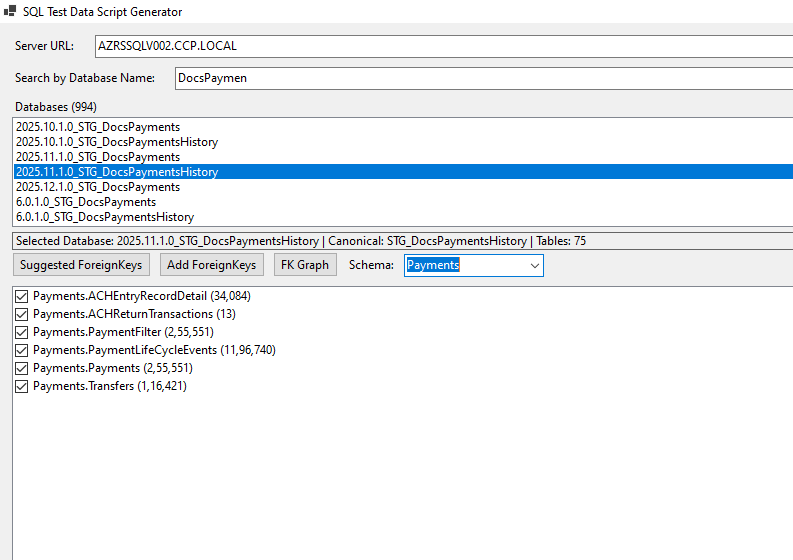 SQL Test Data Script Generator
Server URL: AZRSSQLV002.CCP.LOCAL
Search by Database Name: DocsPaymen
Databases (994)
2025.10.1.0_STG_DocsPayments
2025.10.1.0_STG_DocsPaymentsHistory
2025.11.1.0_STG_DocsPayments
2025.11.1.0_STG_DocsPaymentsHistory
2025.12.1.0_STG_DocsPayments
6.0.1.0_STG_DocsPayments
6.0.1.0_STG_DocsPaymentsHistory
Selected Database: 2025.11.1.0_STG_DocsPaymentsHistory | Canonical: STG_DocsPaymentsHistory | Tables: 75
Suggested ForeignKeys Add ForeignKeys FK Graph Schema: Payments
Payments.ACHEntryRecordDetail (34,084)
Payments.ACHReturnTransactions (13)
Payments.PaymentFilter (2,55,551)
Payments.PaymentLifeCycleEvents (11,96,740)
Payments.Payments (2,55,551)
Payments.Transfers (1,16,421)